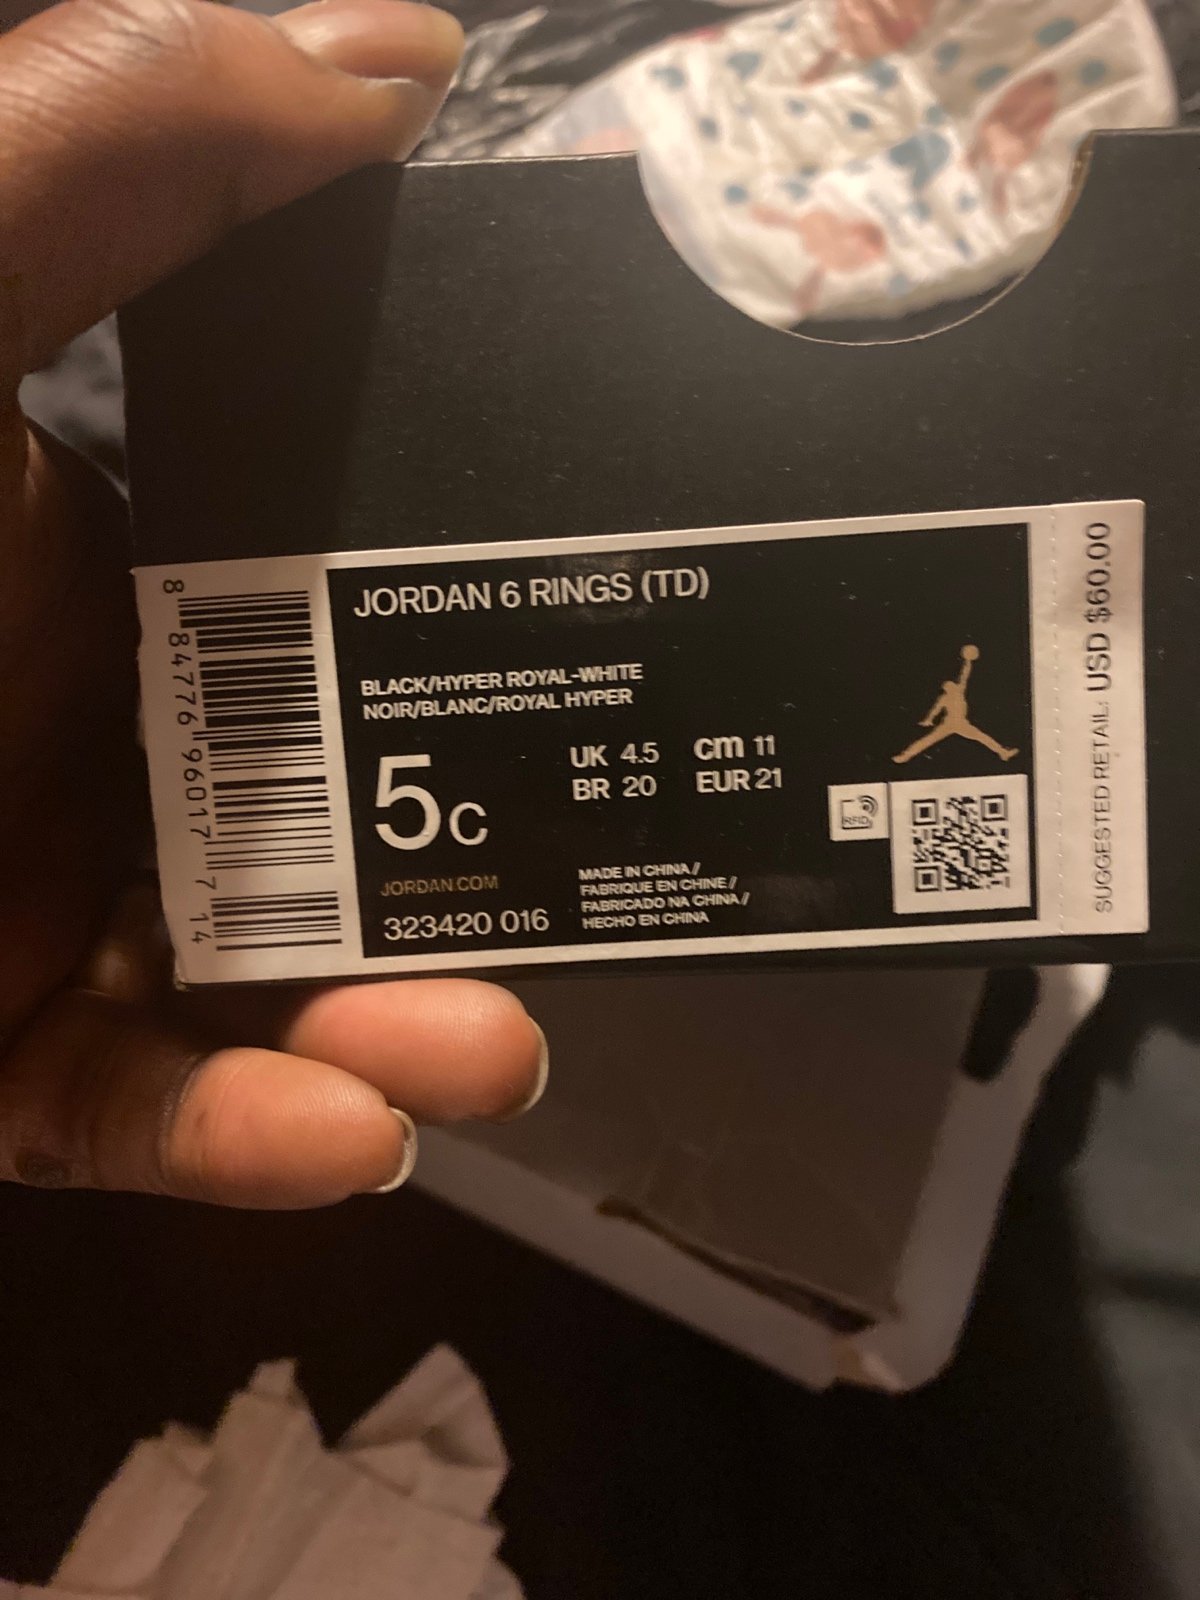 JORDAN 6 RINGS (TD)
BLACK/HYPER ROYAL-WHITE
NOIR/BLANC/ROYAL HYPER
5C
UK 4.5 cm 11
BR 20 EUR 21
JORDAN.COM
323420 016
MADE IN CHINA /
FABRIQUE EN CHINE /
FABRICADO NA CHINA /
HECHO EN CHINA
RFID
SUGGESTED RETAIL: USD $60.00
8 84776 96017 7 14